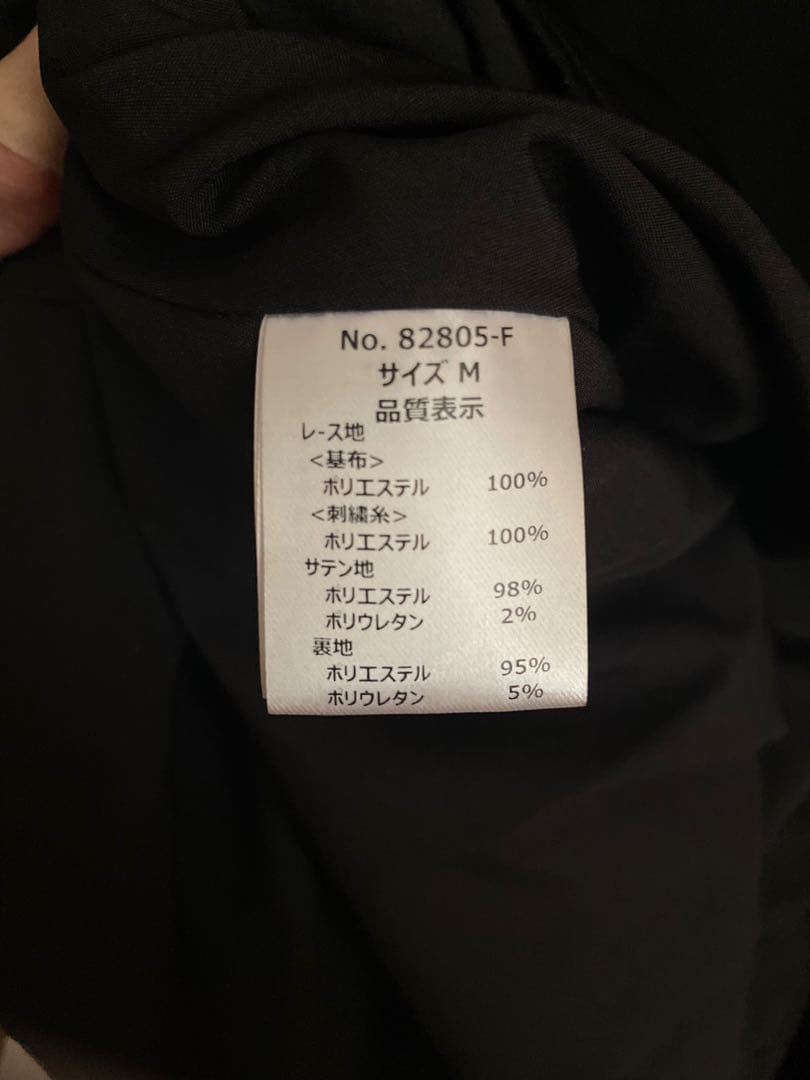 No. 82805-F
サイズ M
品質表示
レース地
<基布>
ポリエステル 100%
<刺繍糸>
ポリエステル 100%
サテン地
ポリエステル 98%
ポリウレタン 2%
裏地
ポリエステル 95%
ポリウレタン 5%